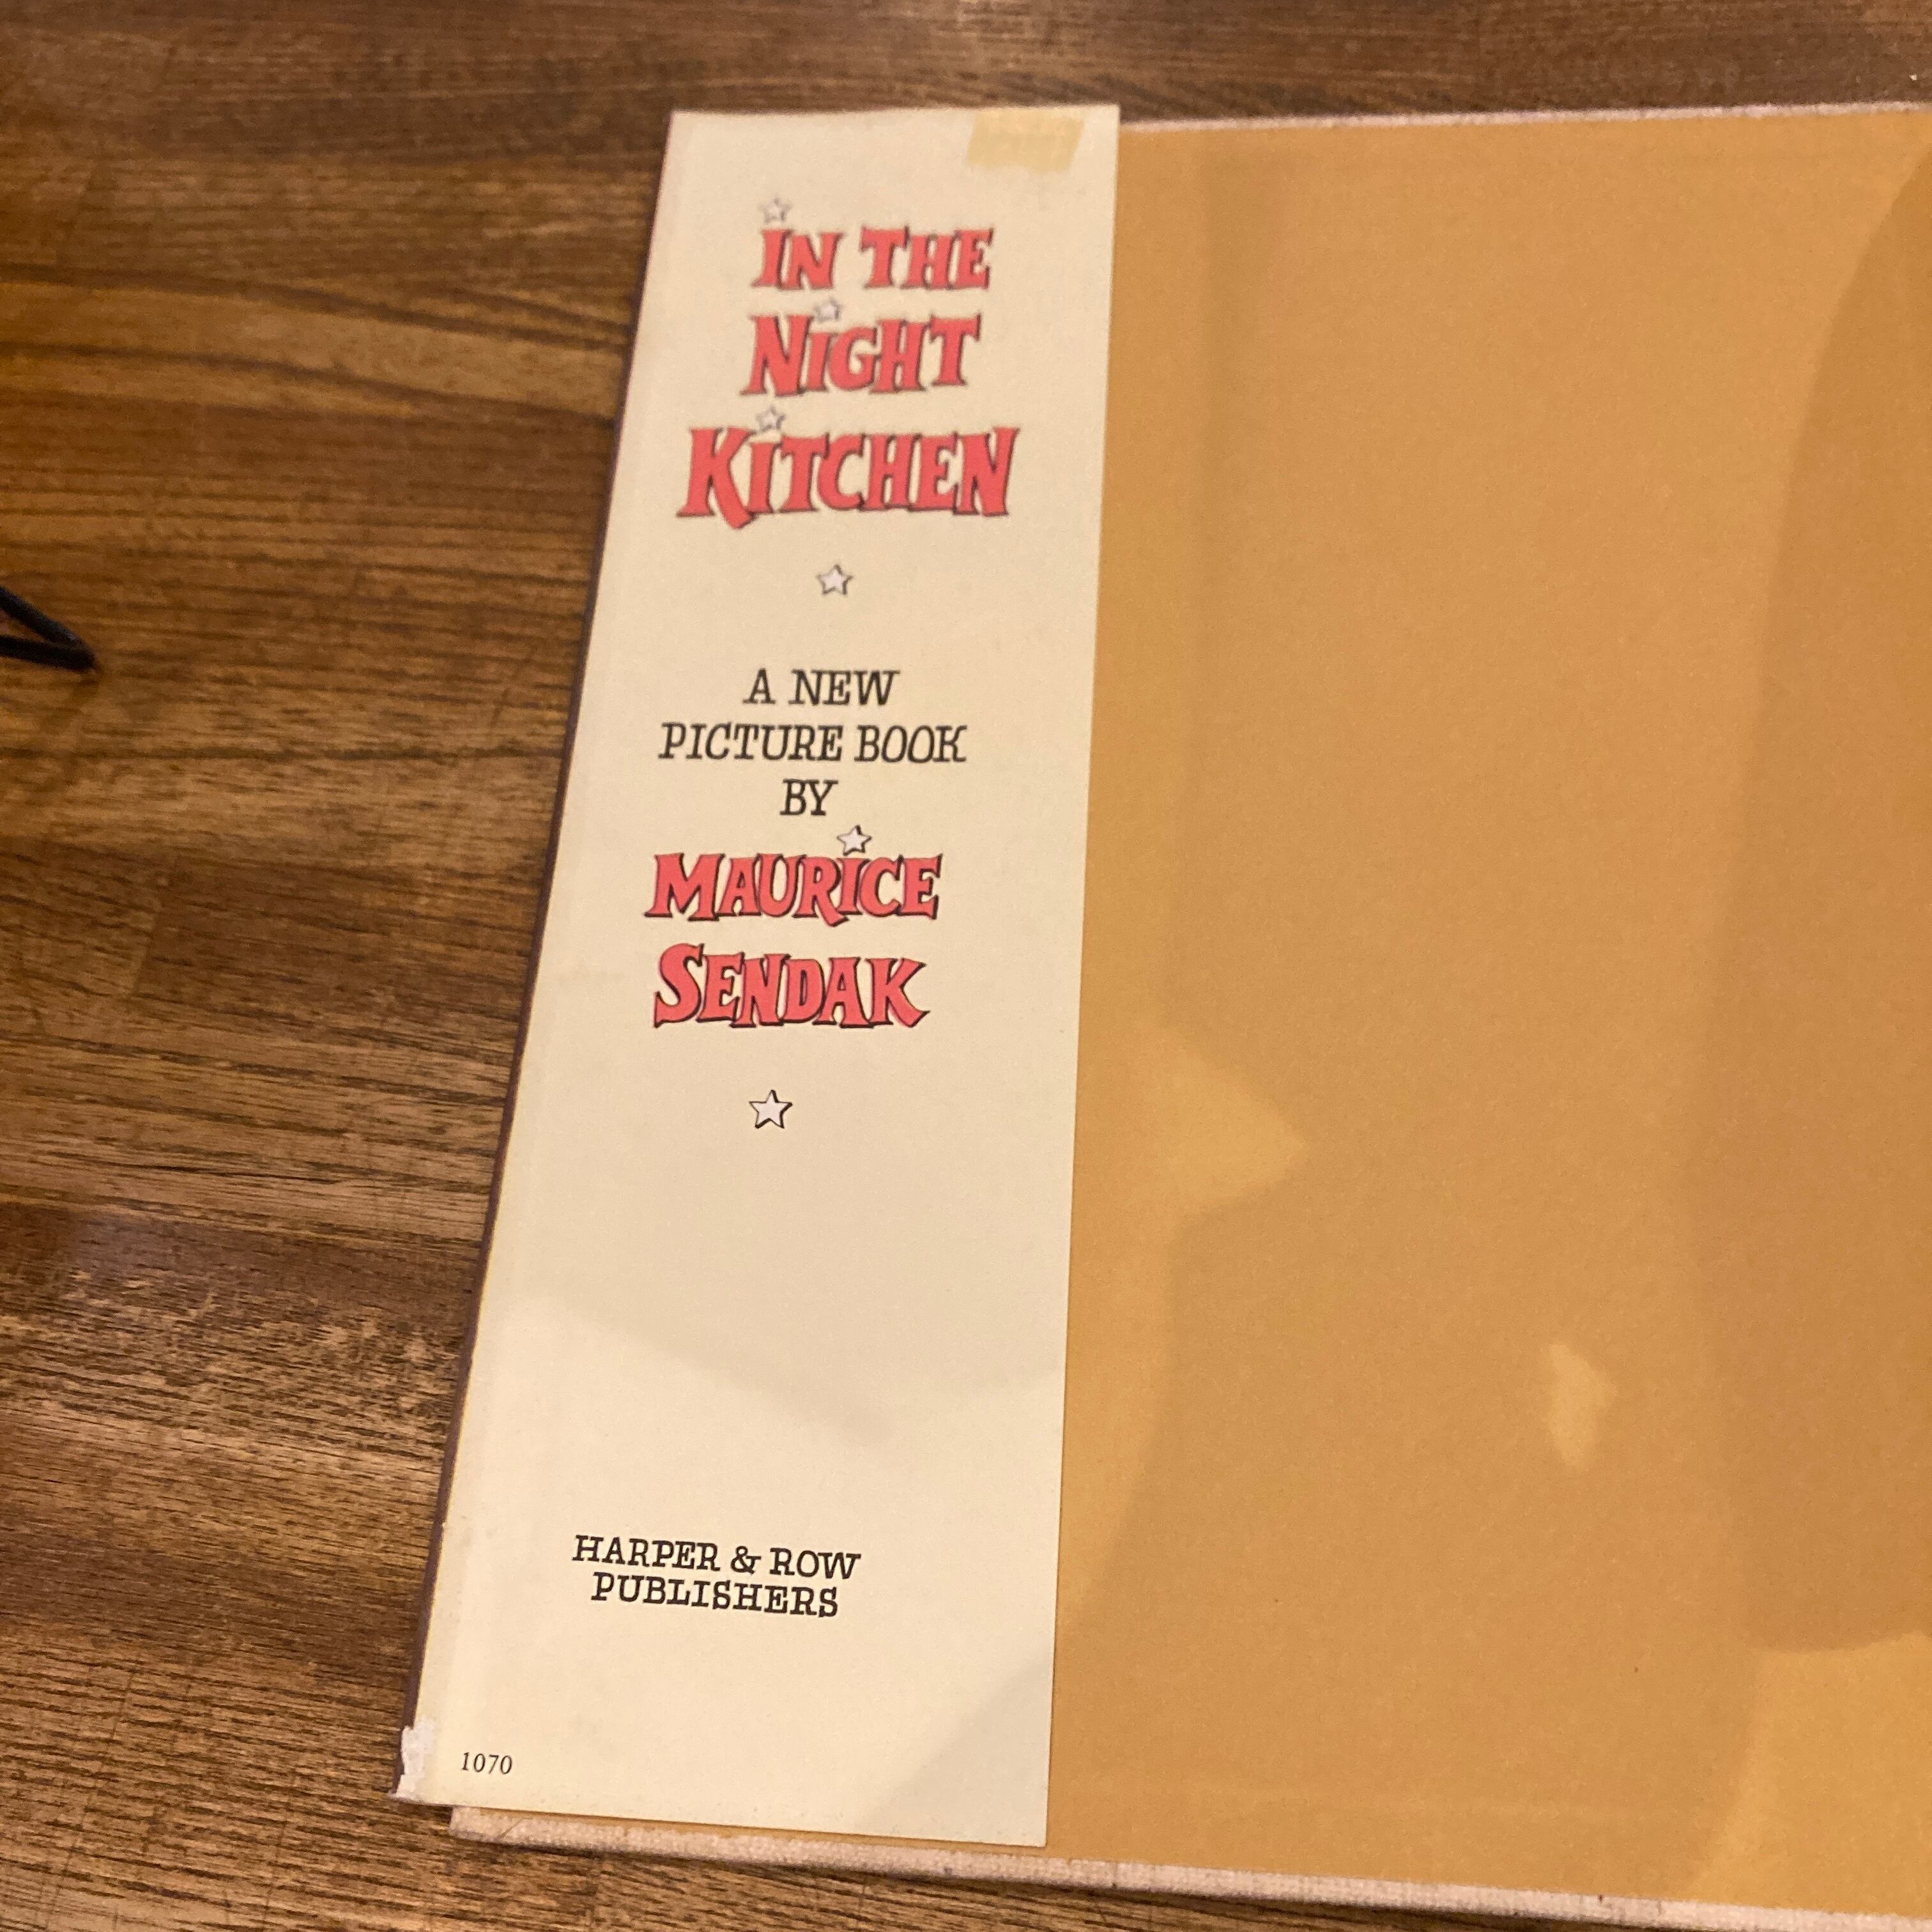 IN THE
NIGHT
KITCHEN
A NEW
PICTURE BOOK
BY
MAURICE
SENDAK
HARPER & ROW
PUBLISHERS
1070